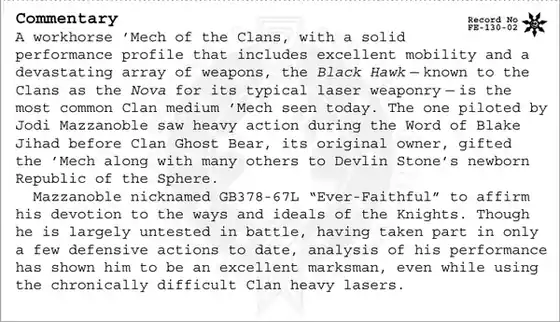 Commentary
Record No
FE-130-02
A workhorse ’Mech of the Clans, with a solid
performance profile that includes excellent mobility and a
devastating array of weapons, the Black Hawk—known to the
Clans as the Nova for its typical laser weaponry—is the
most common Clan medium ’Mech seen today. The one piloted by
Jodi Mazzanoble saw heavy action during the Word of Blake
Jihad before Clan Ghost Bear, its original owner, gifted
the ’Mech along with many others to Devlin Stone’s newborn
Republic of the Sphere.
Mazzanoble nicknamed GB378-67L “Ever-Faithful” to affirm
his devotion to the ways and ideals of the Knights. Though
he is largely untested in battle, having taken part in only
a few defensive actions to date, analysis of his performance
has shown him to be an excellent marksman, even while using
the chronically difficult Clan heavy lasers.